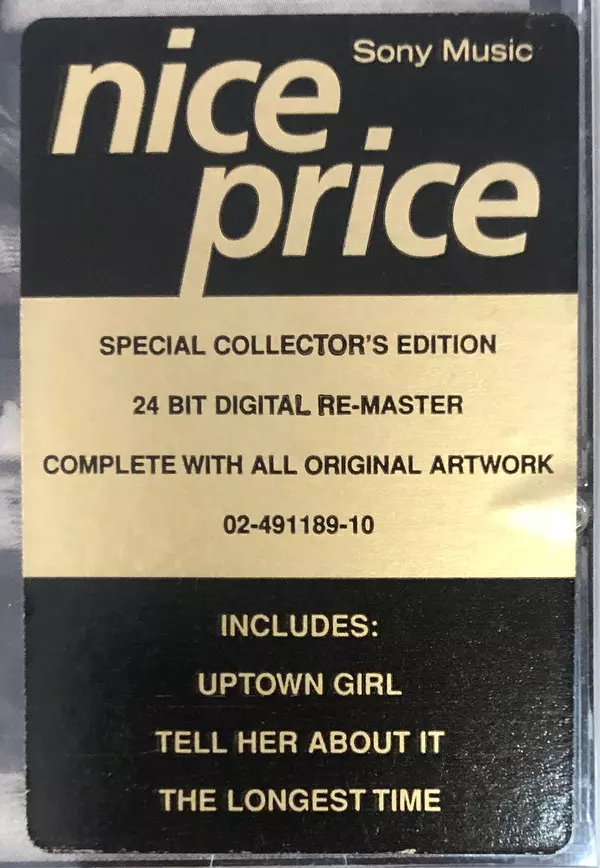 Sony Music
nice
price
SPECIAL COLLECTOR'S EDITION
24 BIT DIGITAL RE-MASTER
COMPLETE WITH ALL ORIGINAL ARTWORK
02-491189-10
INCLUDES:
UPTOWN GIRL
TELL HER ABOUT IT
THE LONGEST TIME